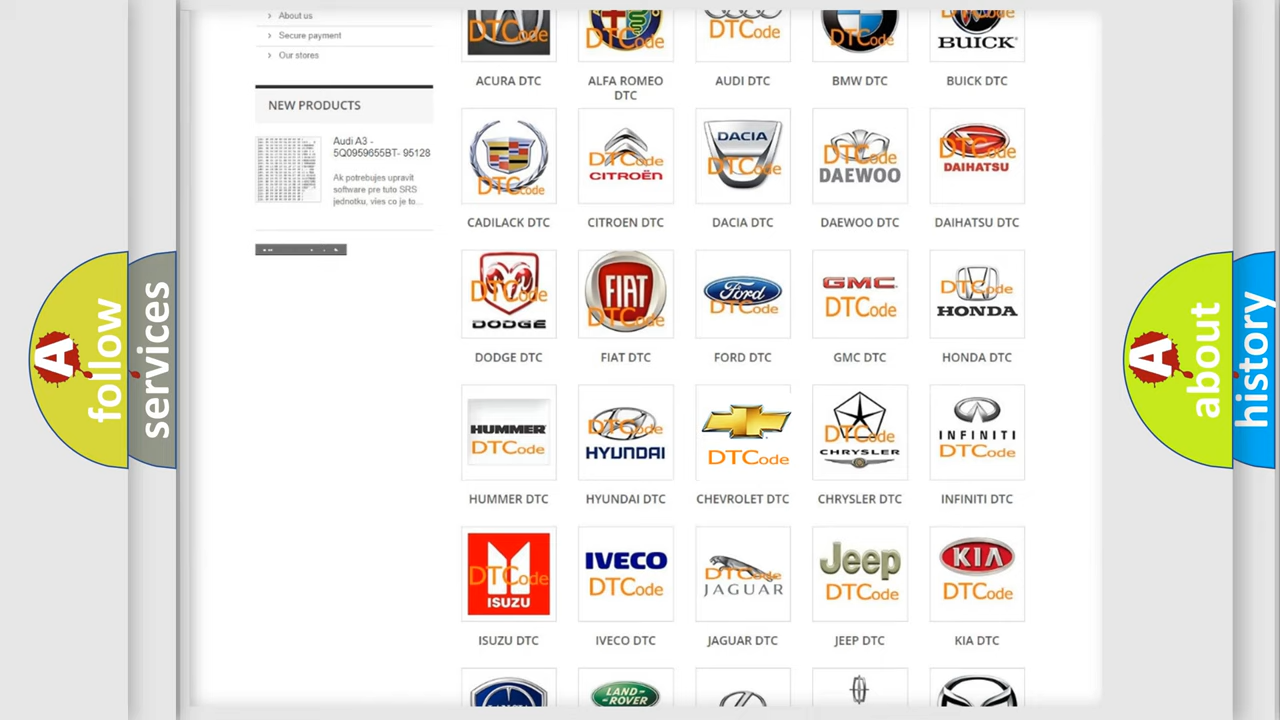 About us
Secure payment
Our stores
NEW PRODUCTS
Audi A3 -
5Q0959655BT- 95128
Ak potrebujes upravit
software pre tuto SRS
jednotku, vies co je to...
DTCode
DTCode
DTCode
DTCode
BUICK
ACURA DTC
ALFA ROMEO
DTC
AUDI DTC
BMW DTC
BUICK DTC
DTCode
DTCode
CITROËN
DACIA
DTCode
DTCode
DAEWOO
DTCode
DAIHATSU
CADILACK DTC
CITROEN DTC
DACIA DTC
DAEWOO DTC
DAIHATSU DTC
DTCode
DODGE
FIAT
DTCode
Ford
DTCode
GMC
DTCode
DTCode
HONDA
DODGE DTC
FIAT DTC
FORD DTC
GMC DTC
HONDA DTC
HUMMER
DTCode
DTCode
HYUNDAI
DTCode
DTCode
CHRYSLER
INFINITI
DTCode
HUMMER DTC
HYUNDAI DTC
CHEVROLET DTC
CHRYSLER DTC
INFINITI DTC
DTCode
ISUZU
IVECO
DTCode
DTCode
JAGUAR
Jeep
DTCode
KIA
DTCode
ISUZU DTC
IVECO DTC
JAGUAR DTC
JEEP DTC
KIA DTC
LAND-
ROVER
A follow
services
A about
history